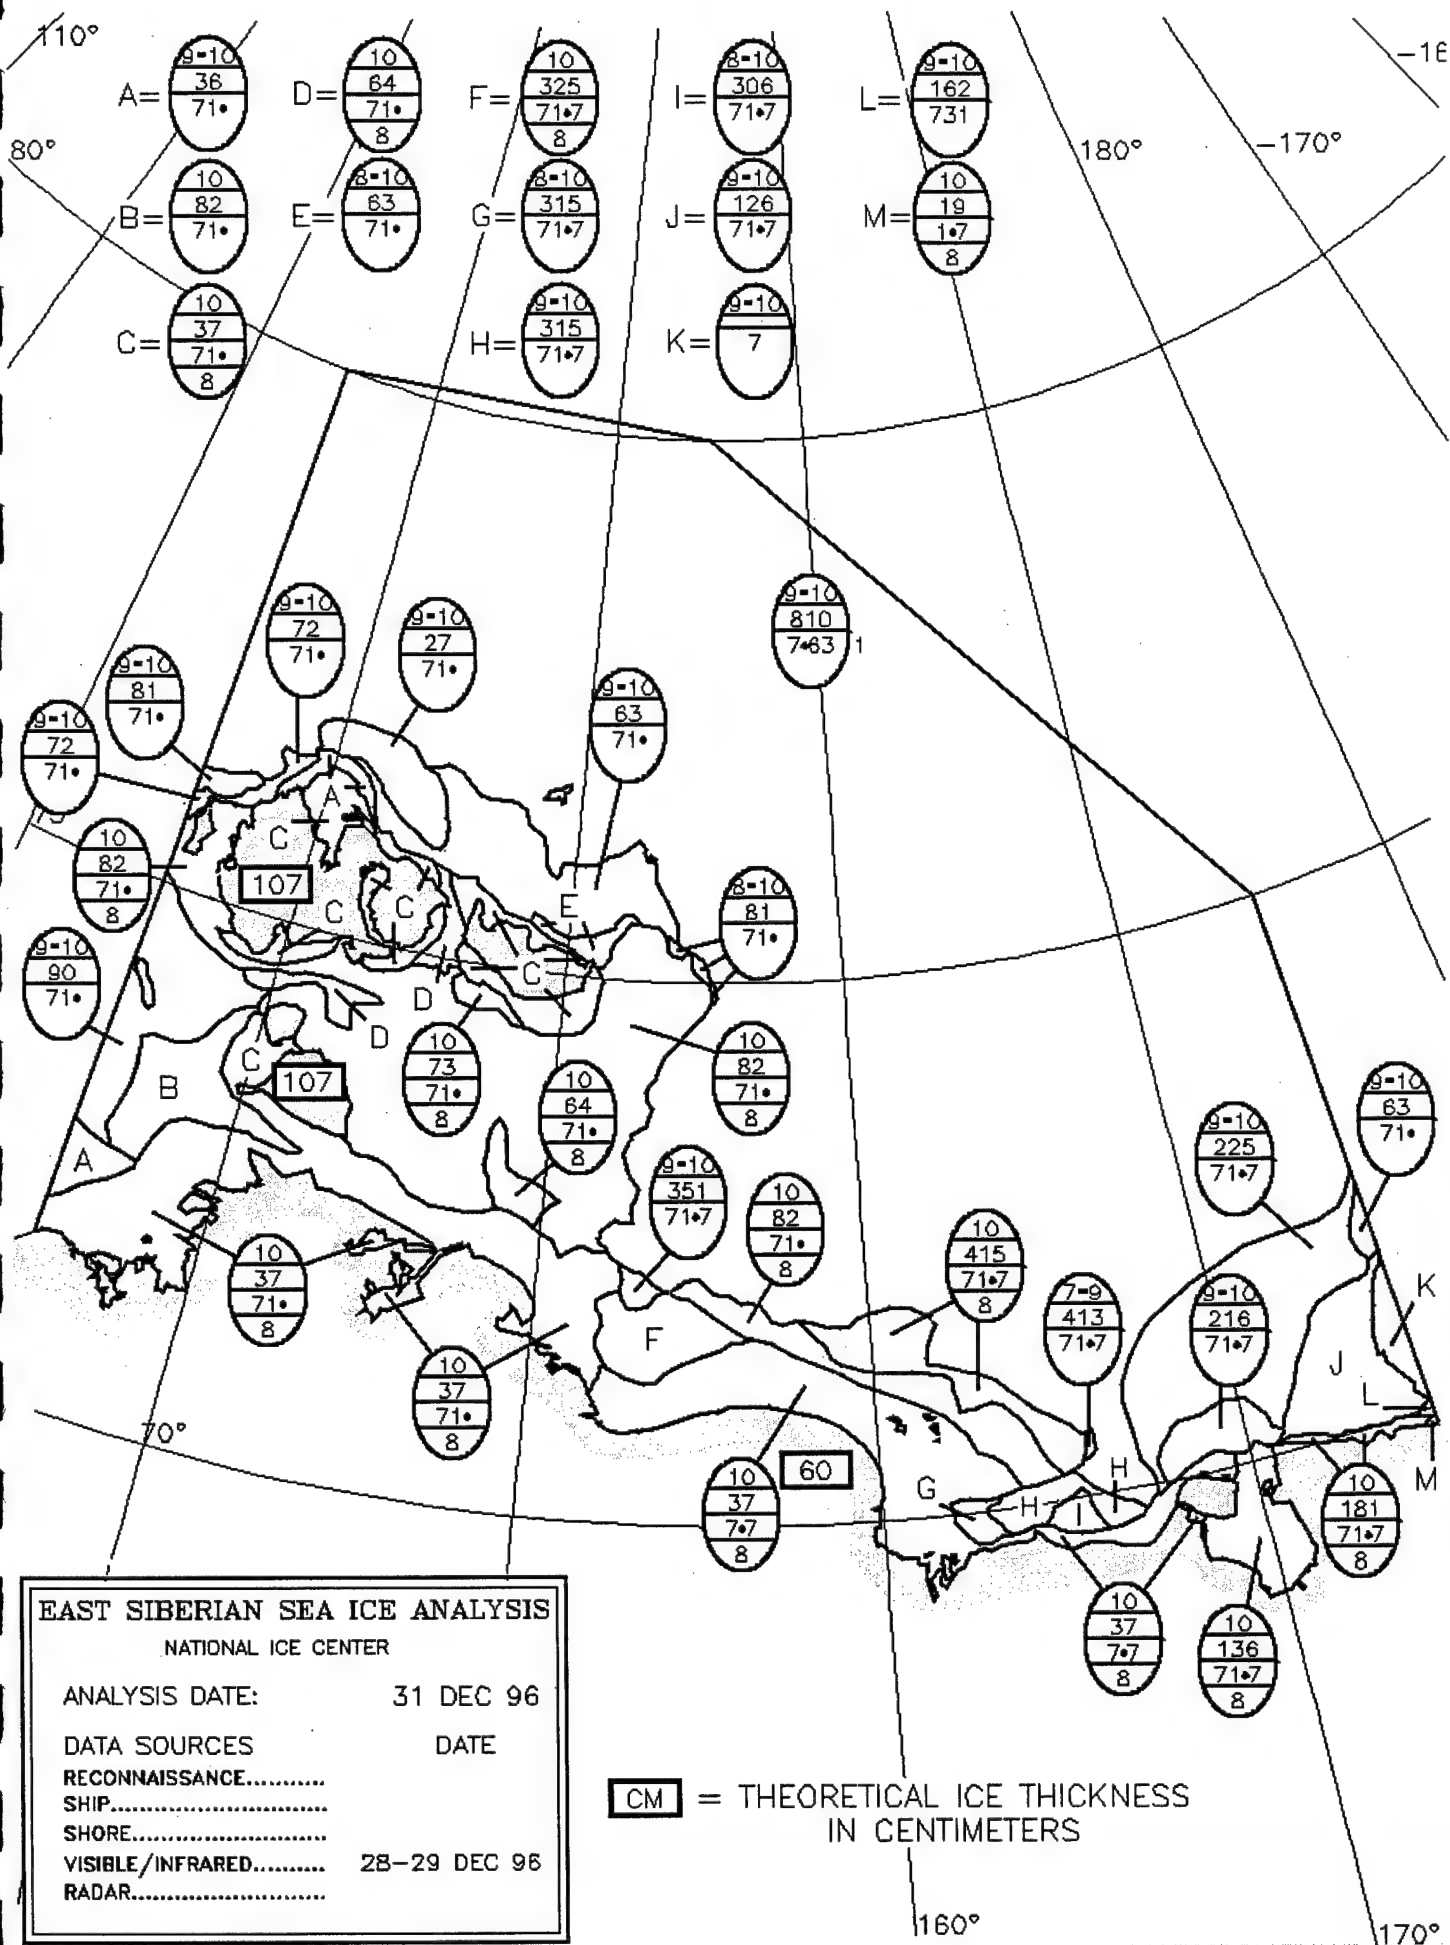 110°
80°
-16
180°
-170°
A= 9-10 36 71•
D= 10 64 71• 8
F= 10 325 71•7 8
I= 8-10 306 71•7
L= 9-10 162 731
B= 10 82 71•
E= 8-10 63 71•
G= 8-10 315 71•7
J= 9-10 126 71•7
M= 10 19 1•7 8
C= 10 37 71• 8
H= 9-10 315 71•7
K= 9-10 7
9-10 72 71•
9-10 27 71•
9-10 810 7•63 1
9-10 81 71•
9-10 63 71•
9-10 72 71•
A
C
10 82 71• 8
107
C
C
E
8-10 81 71•
9-10 90 71•
C
D
D
C
107
B
10 73 71• 8
10 82 71• 8
10 64 71• 8
9-10 63 71•
9-10 225 71•7
A
9-10 351 71•7
10 82 71• 8
10 415 71•7 8
10 37 71• 8
7-9 413 71•7
9-10 216 71•7
K
F
J
L
10 37 71• 8
70°
60
10 37 7•7 8
G
H
I
H
M
10 181 71•7 8
10 37 7•7 8
10 136 71•7 8
EAST SIBERIAN SEA ICE ANALYSIS
NATIONAL ICE CENTER
ANALYSIS DATE: 31 DEC 96
DATA SOURCES DATE
RECONNAISSANCE...........
SHIP..............................
SHORE...........................
VISIBLE/INFRARED.......... 28-29 DEC 96
RADAR...........................
CM = THEORETICAL ICE THICKNESS
IN CENTIMETERS
160°
170°